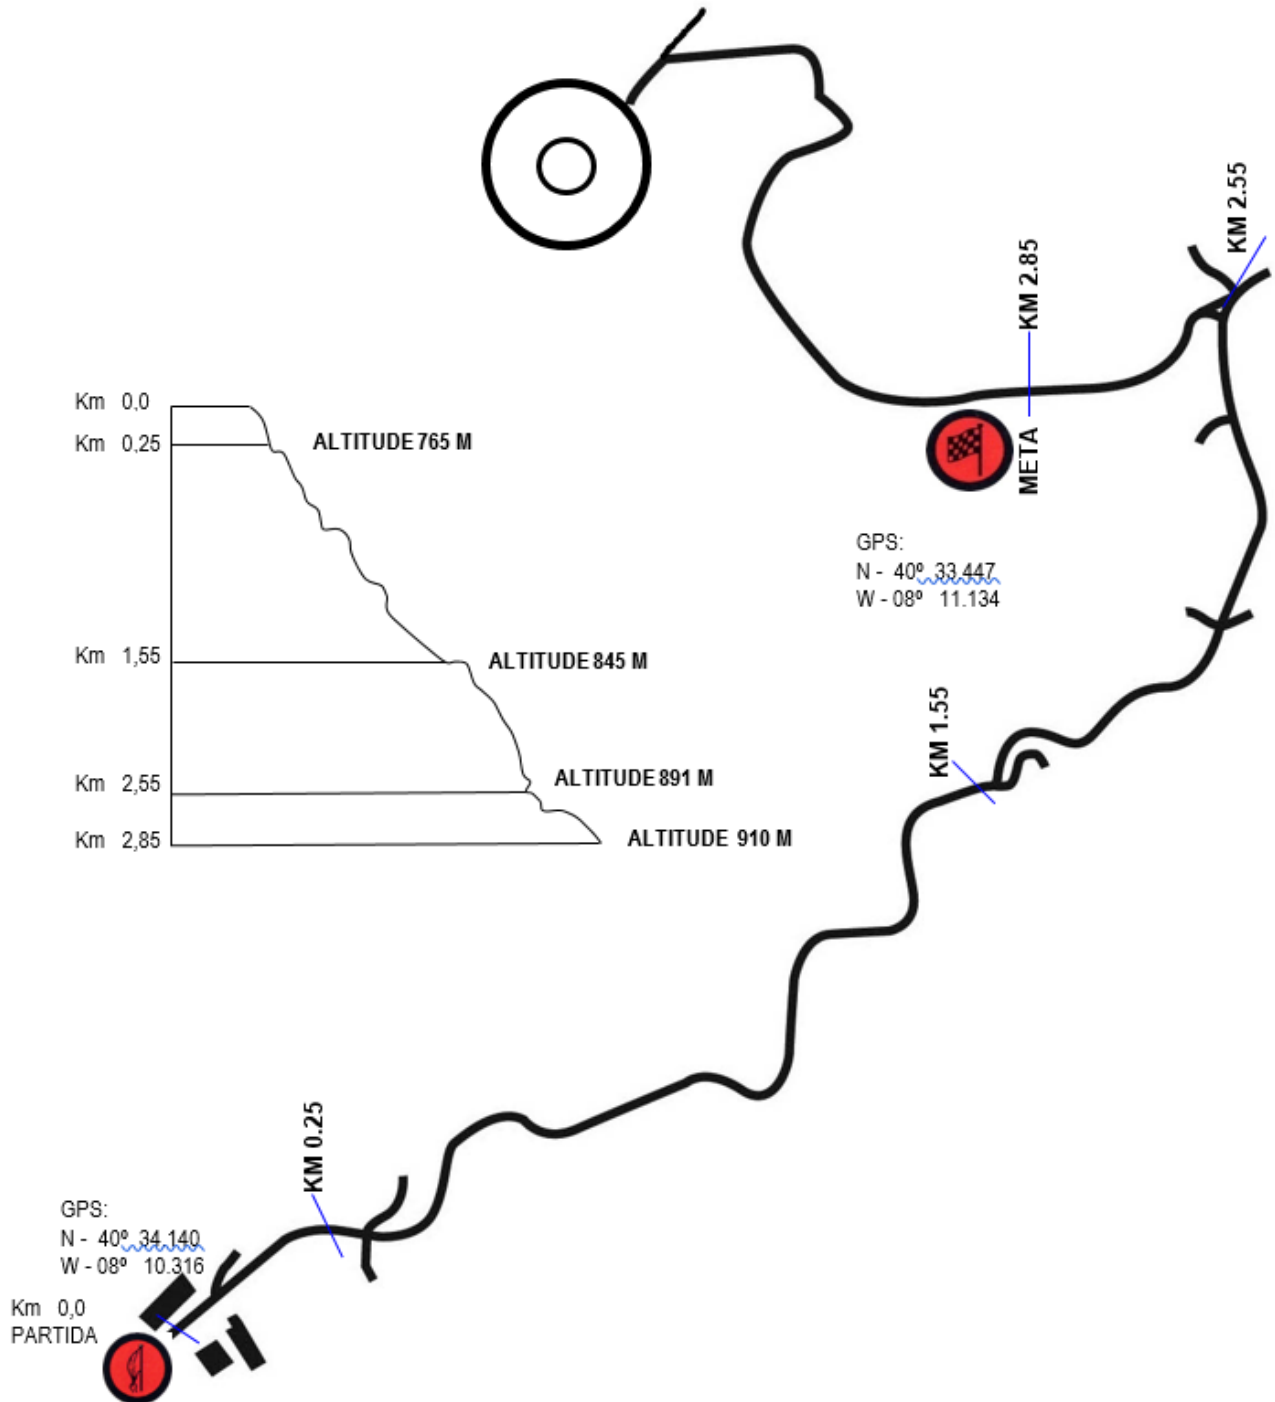 KM 2.55
KM 2.85
META
Km 0,0
Km 0,25
ALTITUDE 765 M
Km 1,55
ALTITUDE 845 M
Km 2,55
ALTITUDE 891 M
Km 2,85
ALTITUDE 910 M
GPS:
N - 40º 33.447
W - 08º 11.134
KM 1.55
KM 0.25
GPS:
N - 40º 34.140
W - 08º 10.316
Km 0,0
PARTIDA